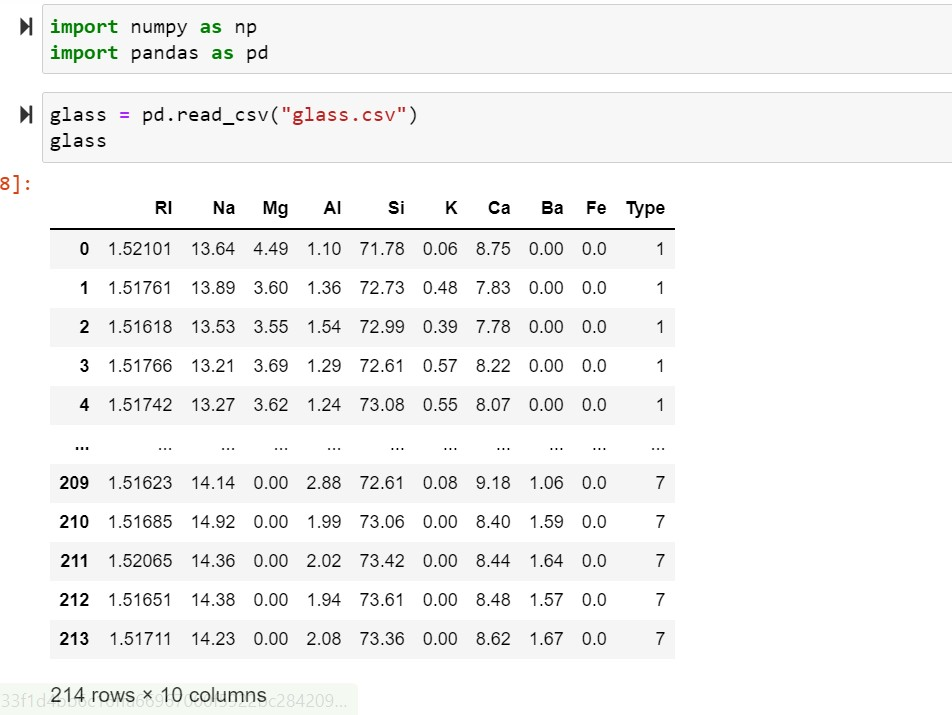 import numpy as np
import pandas as pd
glass = pd.read_csv("glass.csv")
glass
8]:
RI Na Mg Al Si K Ca Ba Fe Type
0 1.52101 13.64 4.49 1.10 71.78 0.06 8.75 0.00 0.0 1
1 1.51761 13.89 3.60 1.36 72.73 0.48 7.83 0.00 0.0 1
2 1.51618 13.53 3.55 1.54 72.99 0.39 7.78 0.00 0.0 1
3 1.51766 13.21 3.69 1.29 72.61 0.57 8.22 0.00 0.0 1
4 1.51742 13.27 3.62 1.24 73.08 0.55 8.07 0.00 0.0 1
... ... ... ... ... ... ... ... ... ... ...
209 1.51623 14.14 0.00 2.88 72.61 0.08 9.18 1.06 0.0 7
210 1.51685 14.92 0.00 1.99 73.06 0.00 8.40 1.59 0.0 7
211 1.52065 14.36 0.00 2.02 73.42 0.00 8.44 1.64 0.0 7
212 1.51651 14.38 0.00 1.94 73.61 0.00 8.48 1.57 0.0 7
213 1.51711 14.23 0.00 2.08 73.36 0.00 8.62 1.67 0.0 7
214 rows × 10 columns